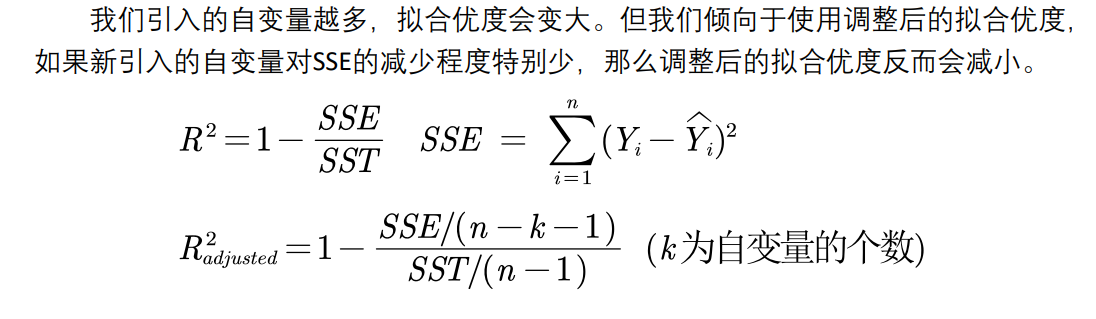 我们引入的自变量越多，拟合优度会变大。但我们倾向于使用调整后的拟合优度，
如果新引入的自变量对SSE的减少程度特别少，那么调整后的拟合优度反而会减小。
$R^2 = 1 - \frac{SSE}{SST} \quad SSE = \sum_{i=1}^{n} (Y_i - \widehat{Y_i})^2$
$R^2_{adjusted} = 1 - \frac{SSE/(n-k-1)}{SST/(n-1)}$ (k为自变量的个数)